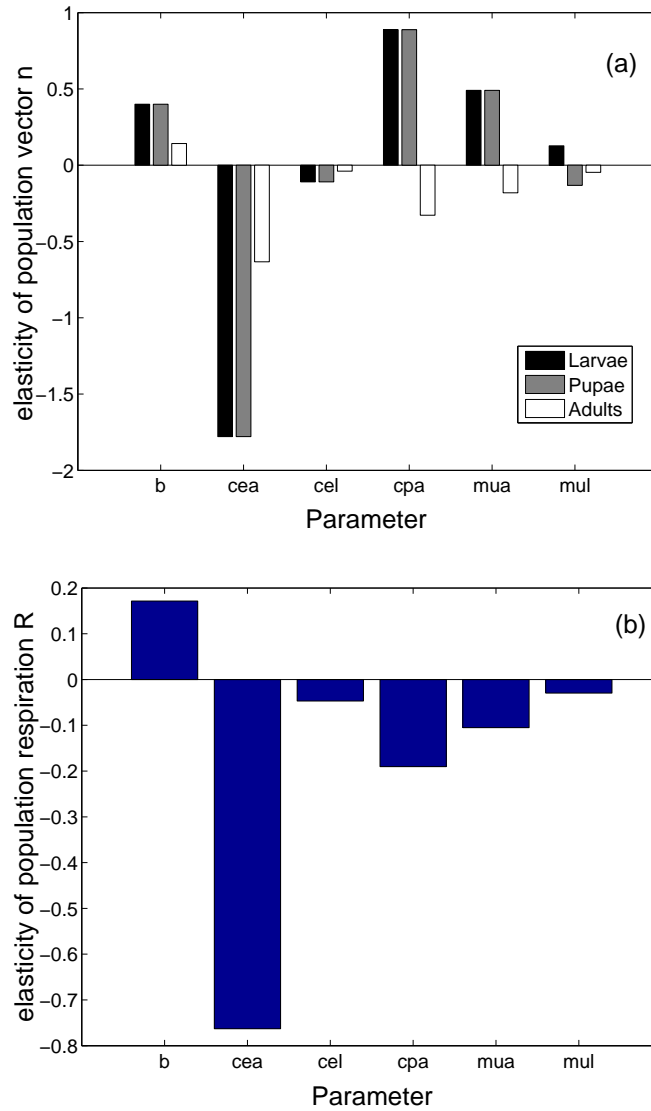 1
(a)
0.5
0
−0.5
−1
−1.5
−2
elasticity of population vector n
Larvae
Pupae
Adults
b cea cel cpa mua mul
Parameter
0.2
(b)
0.1
0
−0.1
−0.2
−0.3
−0.4
−0.5
−0.6
−0.7
−0.8
elasticity of population respiration R
b cea cel cpa mua mul
Parameter